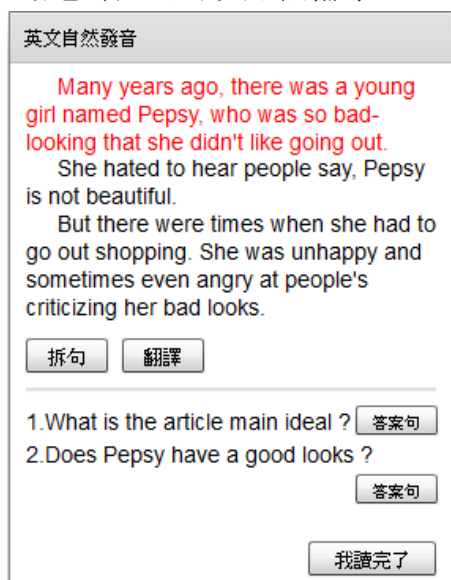 英文自然發音
Many years ago, there was a young
girl named Pepsy, who was so bad-
looking that she didn't like going out.
She hated to hear people say, Pepsy
is not beautiful.
But there were times when she had to
go out shopping. She was unhappy and
sometimes even angry at people's
criticizing her bad looks.
拆句 翻譯
1.What is the article main ideal ? 答案句
2.Does Pepsy have a good looks ?
答案句
我讀完了